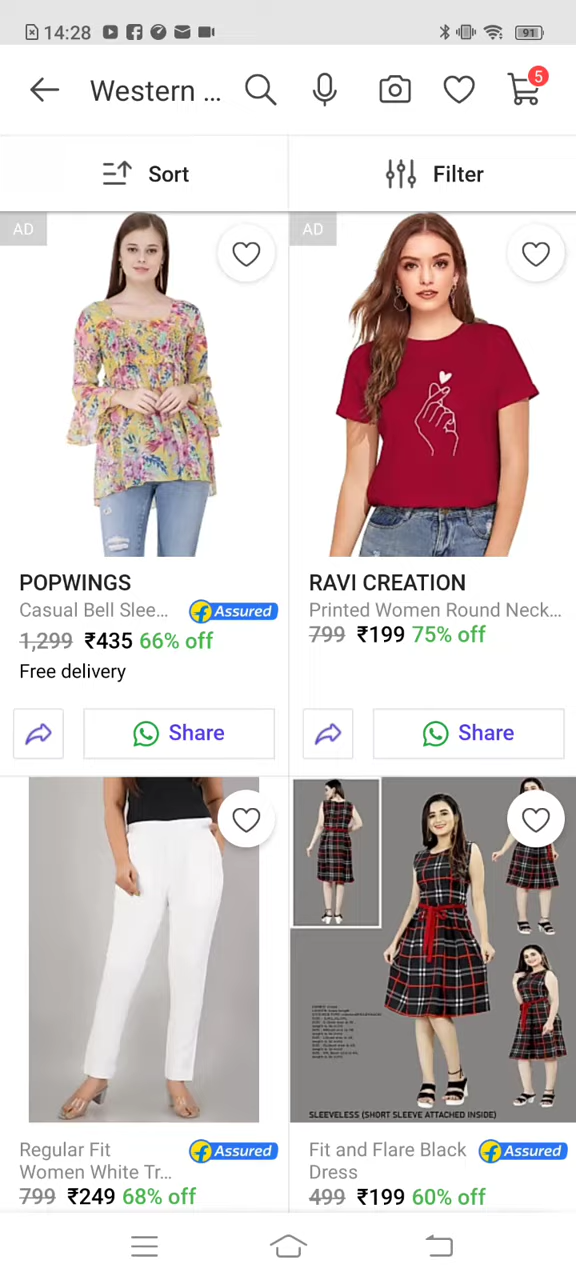 14:28
91
Western ...
5
Sort
Filter
AD
AD
POPWINGS
Casual Bell Slee...
Assured
1,299 ₹435 66% off
Free delivery
RAVI CREATION
Printed Women Round Neck...
799 ₹199 75% off
Share
Share
SLEEVELESS (SHORT SLEEVE ATTACHED INSIDE)
Regular Fit
Women White Tr...
Assured
799 ₹249 68% off
Fit and Flare Black
Dress
Assured
499 ₹199 60% off